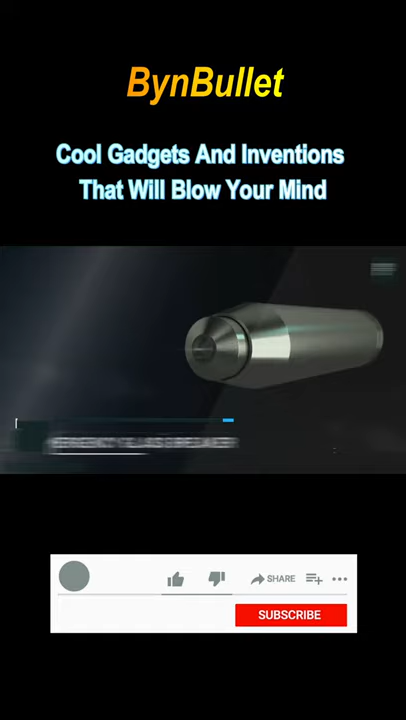 BynBullet
Cool Gadgets And Inventions
That Will Blow Your Mind
SHARE
SUBSCRIBE